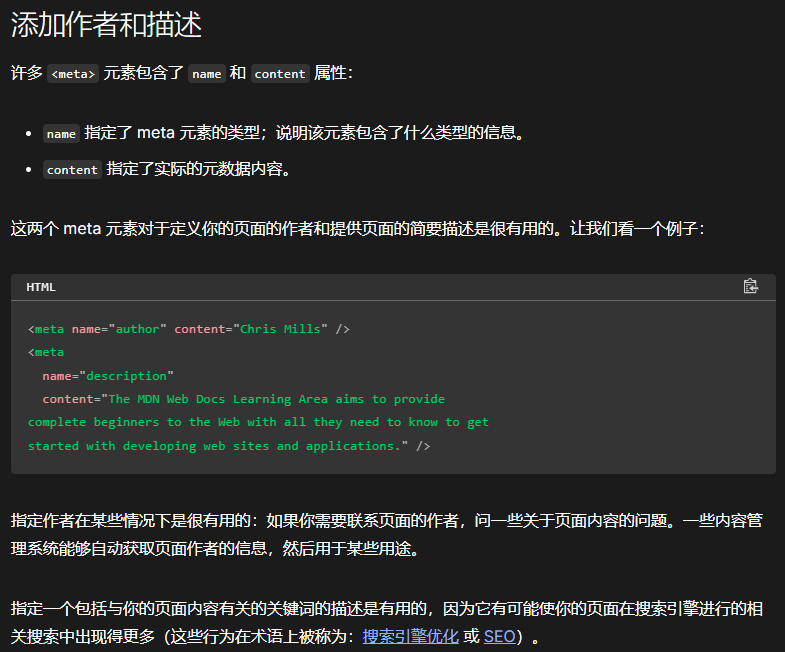 添加作者和描述
许多 <meta> 元素包含了 name 和 content 属性：
• name 指定了 meta 元素的类型；说明该元素包含了什么类型的信息。
• content 指定了实际的元数据内容。
这两个 meta 元素对于定义你的页面的作者和提供页面的简要描述是很有用的。让我们看一个例子：
HTML
<meta name="author" content="Chris Mills" />
<meta
  name="description"
  content="The MDN Web Docs Learning Area aims to provide
complete beginners to the Web with all they need to know to get
started with developing web sites and applications." />
指定作者在某些情况下是很有用的：如果你需要联系页面的作者，问一些关于页面内容的问题。一些内容管
理系统能够自动获取页面作者的信息，然后用于某些用途。
指定一个包括与你的页面内容有关的关键词的描述是有用的，因为它有可能使你的页面在搜索引擎进行的相
关搜索中出现得更多（这些行为在术语上被称为：搜索引擎优化 或 SEO）。